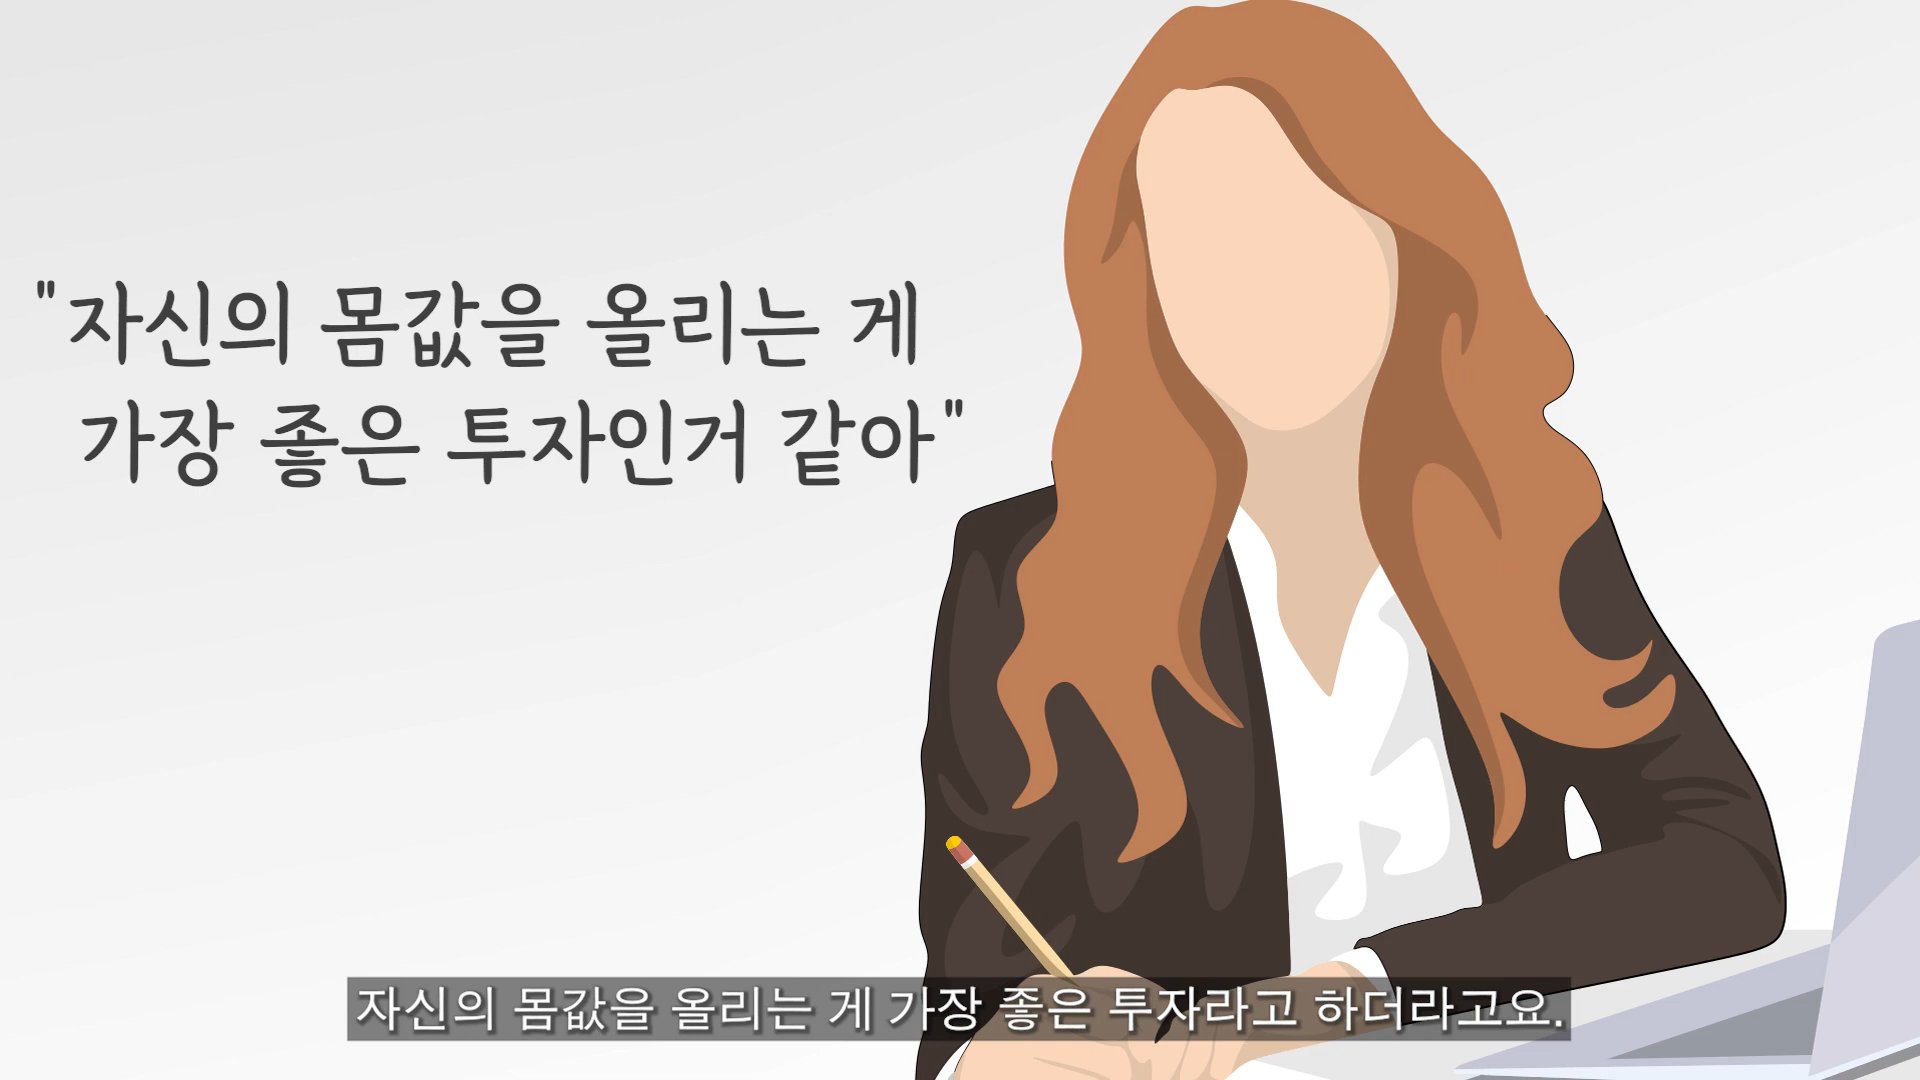 "자신의 몸값을 올리는 게
가장 좋은 투자인거 같아"
자신의 몸값을 올리는 게 가장 좋은 투자라고 하더라고요.